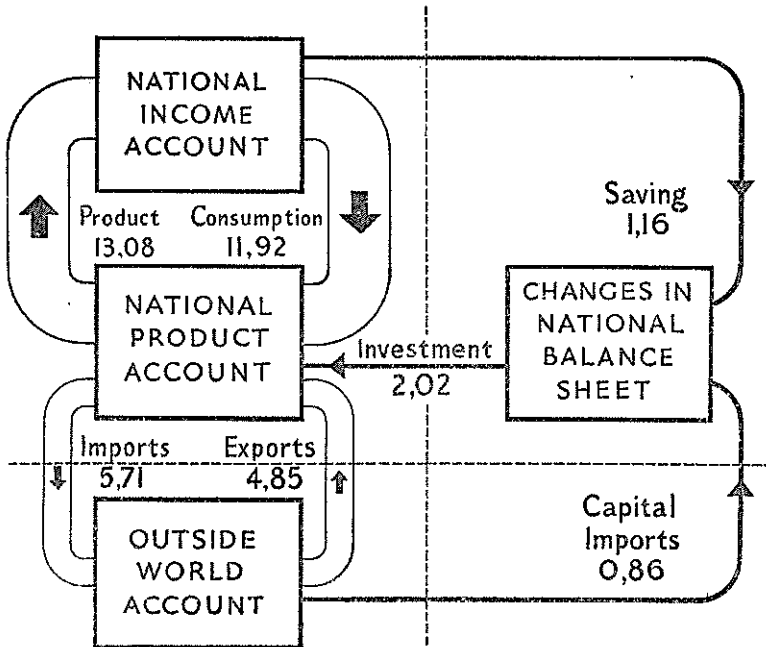 NATIONAL
INCOME
ACCOUNT
Product
13,08
Consumption
11,92
Saving
1,16
NATIONAL
PRODUCT
ACCOUNT
Investment
2,02
CHANGES IN
NATIONAL
BALANCE
SHEET
Imports
5,71
Exports
4,85
OUTSIDE
WORLD
ACCOUNT
Capital
Imports
0,86